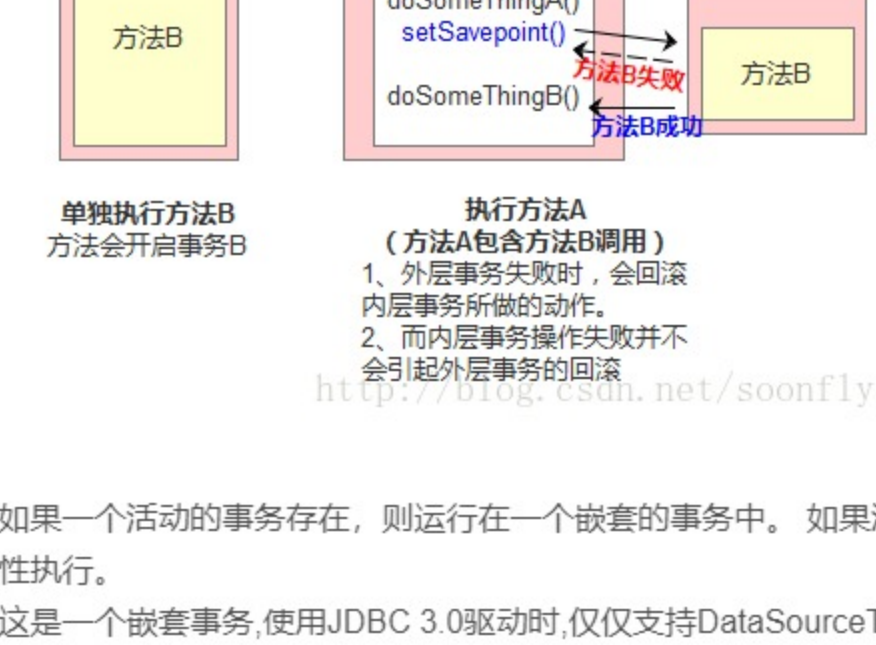 doSomeThingA()
方法B
setSavepoint()
方法B失败
方法B
doSomeThingB()
方法B成功
单独执行方法B
方法会开启事务B
执行方法A
（方法A包含方法B调用）
1、外层事务失败时，会回滚
内层事务所做的动作。
2、而内层事务操作失败并不
会引起外层事务的回滚
http://blog.csdn.net/soonfly
如果一个活动的事务存在，则运行在一个嵌套的事务中。 如果
性执行。
这是一个嵌套事务,使用JDBC 3.0驱动时,仅仅支持DataSourceT